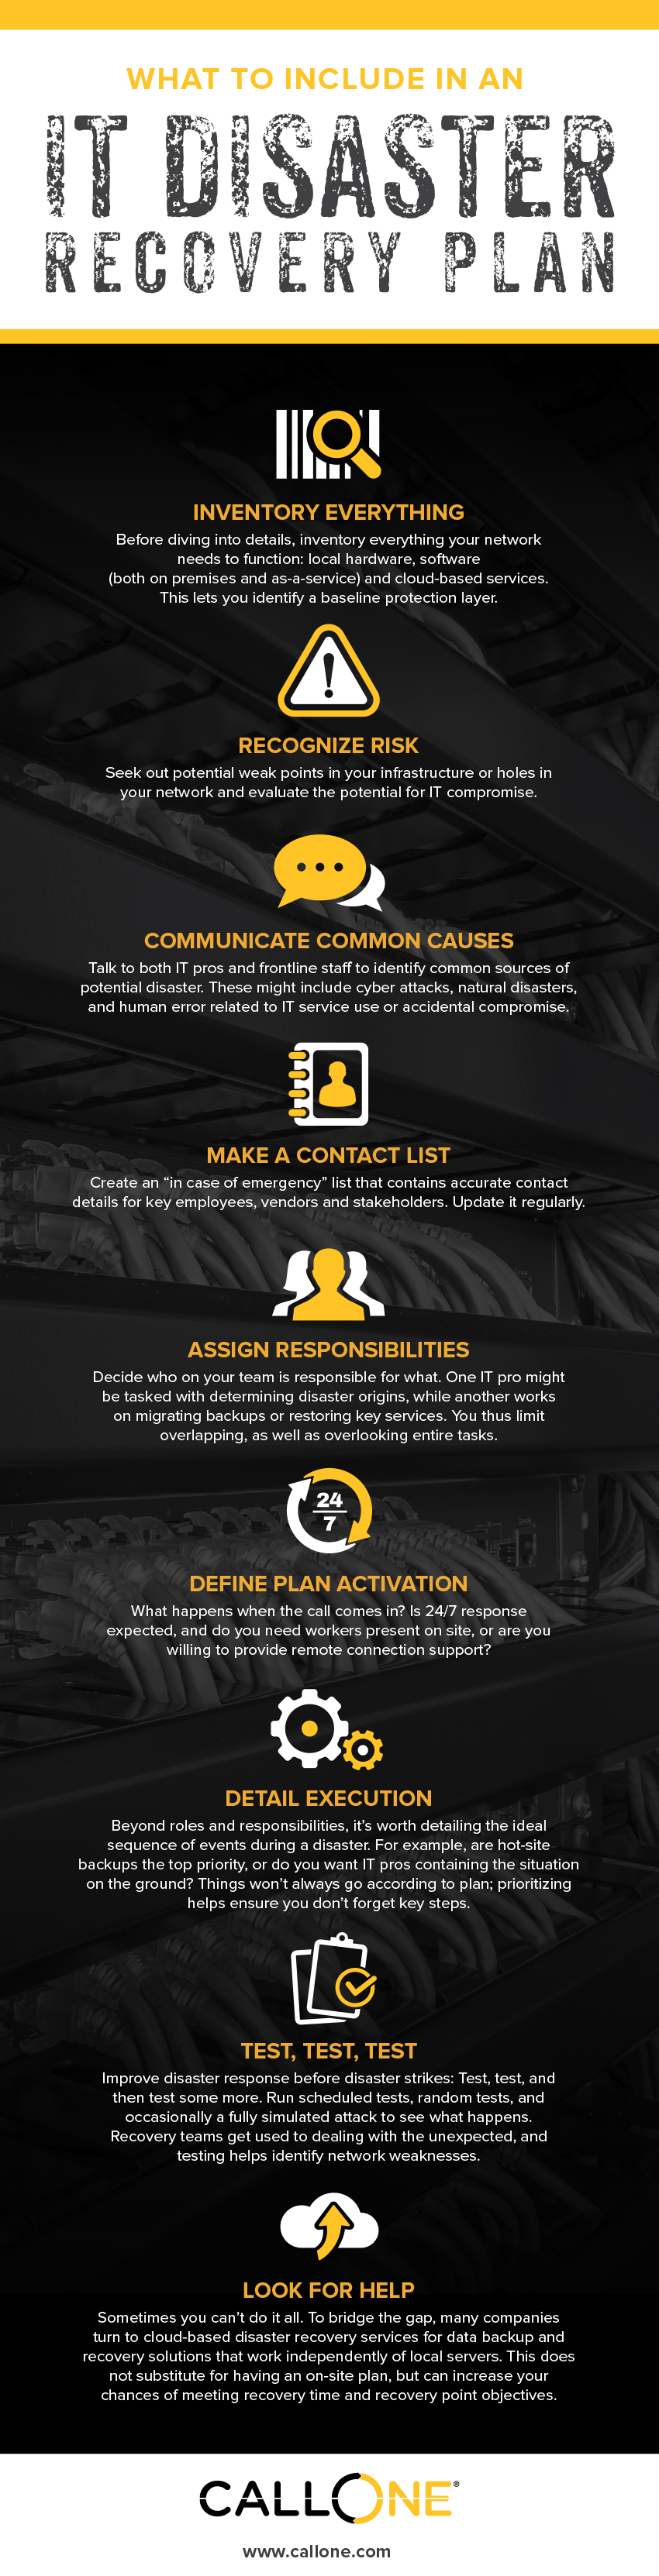 WHAT TO INCLUDE IN AN
IT DISASTER
RECOVERY PLAN
INVENTORY EVERYTHING
Before diving into details, inventory everything your network
needs to function: local hardware, software
(both on premises and as-a-service) and cloud-based services.
This lets you identify a baseline protection layer.
RECOGNIZE RISK
Seek out potential weak points in your infrastructure or holes in
your network and evaluate the potential for IT compromise.
COMMUNICATE COMMON CAUSES
Talk to both IT pros and frontline staff to identify common sources of
potential disaster. These might include cyber attacks, natural disasters,
and human error related to IT service use or accidental compromise.
MAKE A CONTACT LIST
Create an “in case of emergency” list that contains accurate contact
details for key employees, vendors and stakeholders. Update it regularly.
ASSIGN RESPONSIBILITIES
Decide who on your team is responsible for what. One IT pro might
be tasked with determining disaster origins, while another works
on migrating backups or restoring key services. You thus limit
overlapping, as well as overlooking entire tasks.
24
7
DEFINE PLAN ACTIVATION
What happens when the call comes in? Is 24/7 response
expected, and do you need workers present on site, or are you
willing to provide remote connection support?
DETAIL EXECUTION
Beyond roles and responsibilities, it’s worth detailing the ideal
sequence of events during a disaster. For example, are hot-site
backups the top priority, or do you want IT pros containing the situation
on the ground? Things won’t always go according to plan; prioritizing
helps ensure you don’t forget key steps.
TEST, TEST, TEST
Improve disaster response before disaster strikes: Test, test, and
then test some more. Run scheduled tests, random tests, and
occasionally a fully simulated attack to see what happens.
Recovery teams get used to dealing with the unexpected, and
testing helps identify network weaknesses.
LOOK FOR HELP
Sometimes you can’t do it all. To bridge the gap, many companies
turn to cloud-based disaster recovery services for data backup and
recovery solutions that work independently of local servers. This does
not substitute for having an on-site plan, but can increase your
chances of meeting recovery time and recovery point objectives.
CALLONE®
www.callone.com